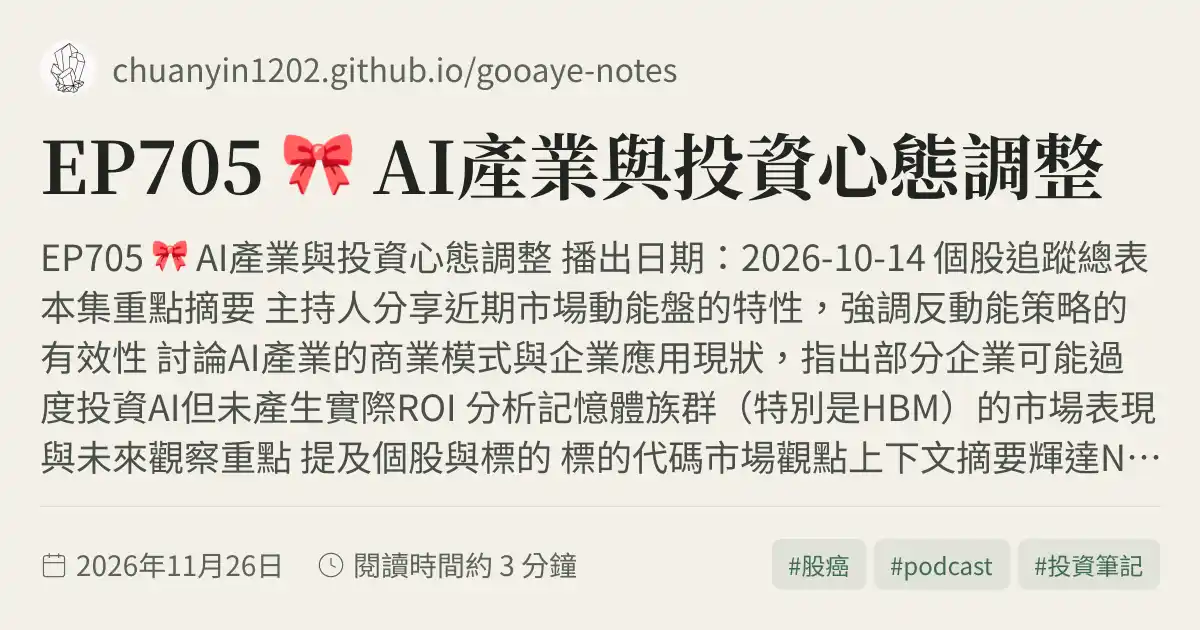 chuanyin1202.github.io/gooaye-notes
EP705 🎀 AI產業與投資心態調整
EP705 🎀 AI產業與投資心態調整 播出日期：2026-10-14 個股追蹤總表
本集重點摘要 主持人分享近期市場動能盤的特性，強調反動能策略的
有效性 討論AI產業的商業模式與企業應用現狀，指出部分企業可能過
度投資AI但未產生實際ROI 分析記憶體族群（特別是HBM）的市場表現
與未來觀察重點 提及個股與標的 標的代碼市場觀點上下文摘要輝達N⋯
2026年11月26日
閱讀時間約 3 分鐘
#股癌
#podcast
#投資筆記